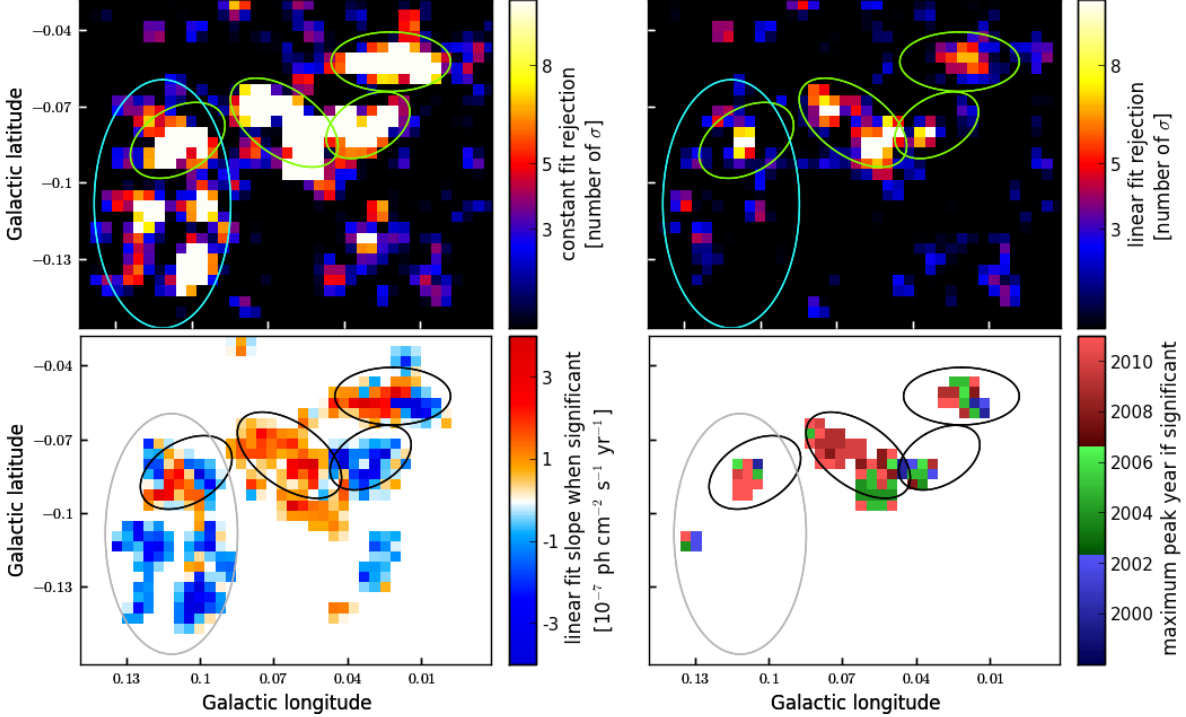 −0.04
−0.07
−0.1
−0.13
Galactic latitude
8
5
3
constant fit rejection
[number of σ]
8
5
3
linear fit rejection
[number of σ]
−0.04
−0.07
−0.1
−0.13
Galactic latitude
0.13 0.1 0.07 0.04 0.01
Galactic longitude
3
1
-1
-3
linear fit slope when significant
[10⁻⁷ ph cm⁻² s⁻¹ yr⁻¹]
0.13 0.1 0.07 0.04 0.01
Galactic longitude
2010
2008
2006
2004
2002
2000
maximum peak year if significant